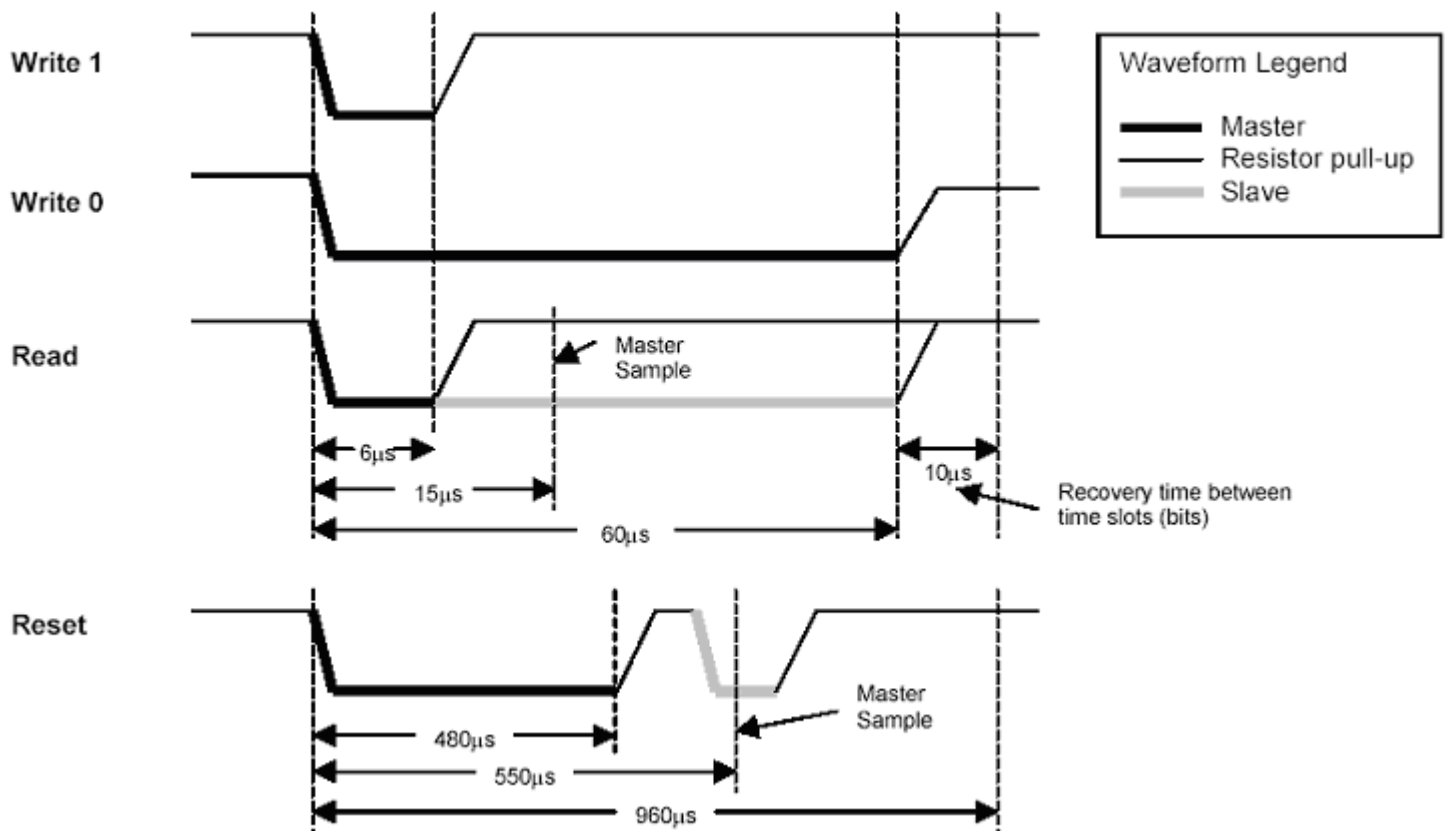 Write 1
Waveform Legend
Master
Resistor pull-up
Slave
Write 0
Read
Master
Sample
6μs
10μs
15μs
Recovery time between
time slots (bits)
60μs
Reset
Master
Sample
480μs
550μs
960μs